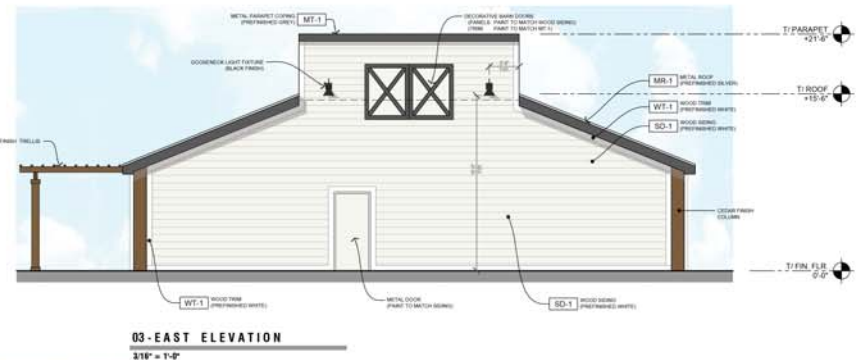 METAL PARAPET COPING
(PREFINISHED GREY)
MT-1
DECORATIVE BARN DOORS
(PANELS: PAINT TO MATCH WOOD SIDING)
(TRIM: PAINT TO MATCH MT-1)
T/ PARAPET
+21'-6"
GOOSENECK LIGHT FIXTURE
(BLACK FINISH)
MR-1
METAL ROOF
(PREFINISHED SILVER)
T/ ROOF
+15'-6"
WT-1
WOOD TRIM
(PREFINISHED WHITE)
SD-1
WOOD SIDING
(PREFINISHED WHITE)
FINISH TRELLIS
CEDAR FINISH
COLUMN
T/ FIN. FLR.
0'-0"
WT-1
WOOD TRIM
(PREFINISHED WHITE)
METAL DOOR
(PAINT TO MATCH SIDING)
SD-1
WOOD SIDING
(PREFINISHED WHITE)
03-EAST ELEVATION
3/16" = 1'-0"